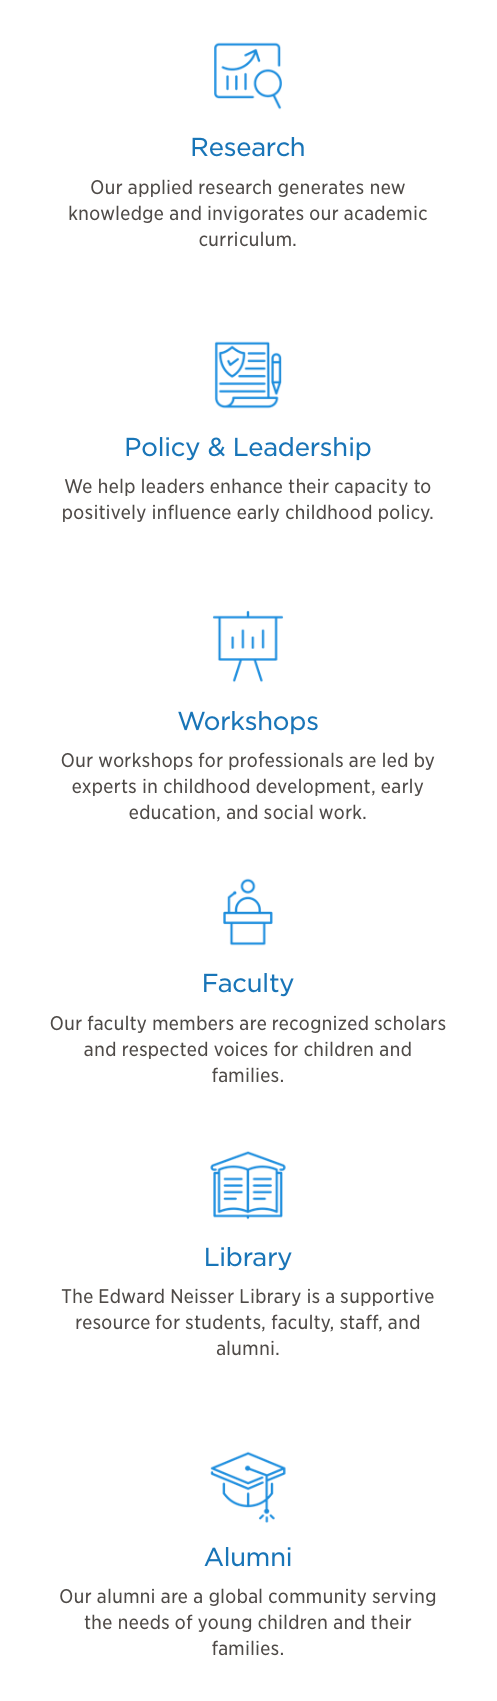 Research
Our applied research generates new
knowledge and invigorates our academic
curriculum.
Policy & Leadership
We help leaders enhance their capacity to
positively influence early childhood policy.
Workshops
Our workshops for professionals are led by
experts in childhood development, early
education, and social work.
Faculty
Our faculty members are recognized scholars
and respected voices for children and
families.
Library
The Edward Neisser Library is a supportive
resource for students, faculty, staff, and
alumni.
Alumni
Our alumni are a global community serving
the needs of young children and their
families.